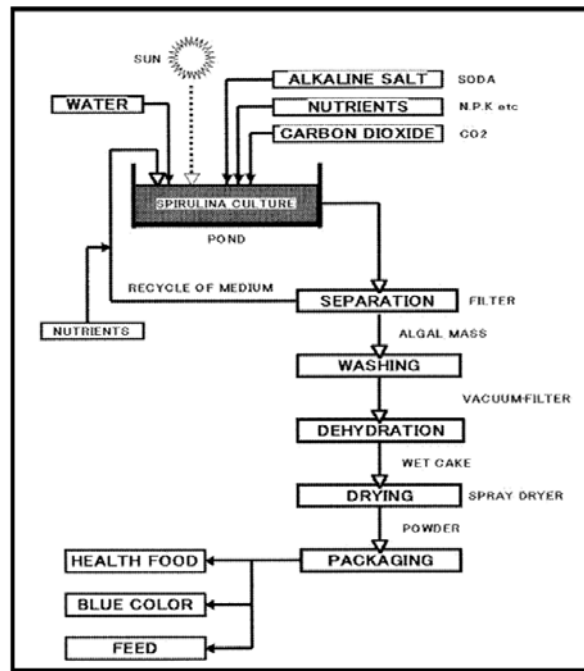 SUN
ALKALINE SALT SODA
WATER
NUTRIENTS N.P.K etc
CARBON DIOXIDE CO2
SPIRULINA CULTURE
POND
RECYCLE OF MEDIUM
SEPARATION FILTER
NUTRIENTS
ALGAL MASS
WASHING
VACUUM-FILTER
DEHYDRATION
WET CAKE
DRYING SPRAY DRYER
POWDER
HEALTH FOOD PACKAGING
BLUE COLOR
FEED